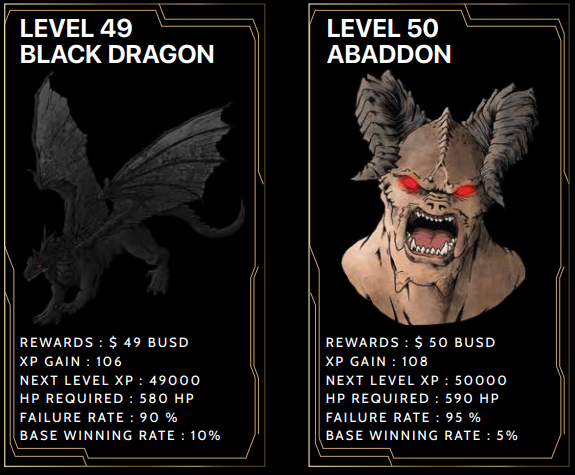 LEVEL 49
BLACK DRAGON
REWARDS : $ 49 BUSD
XP GAIN : 106
NEXT LEVEL XP : 49000
HP REQUIRED : 580 HP
FAILURE RATE : 90 %
BASE WINNING RATE : 10%
LEVEL 50
ABADDON
REWARDS : $ 50 BUSD
XP GAIN : 108
NEXT LEVEL XP : 50000
HP REQUIRED : 590 HP
FAILURE RATE : 95 %
BASE WINNING RATE : 5%